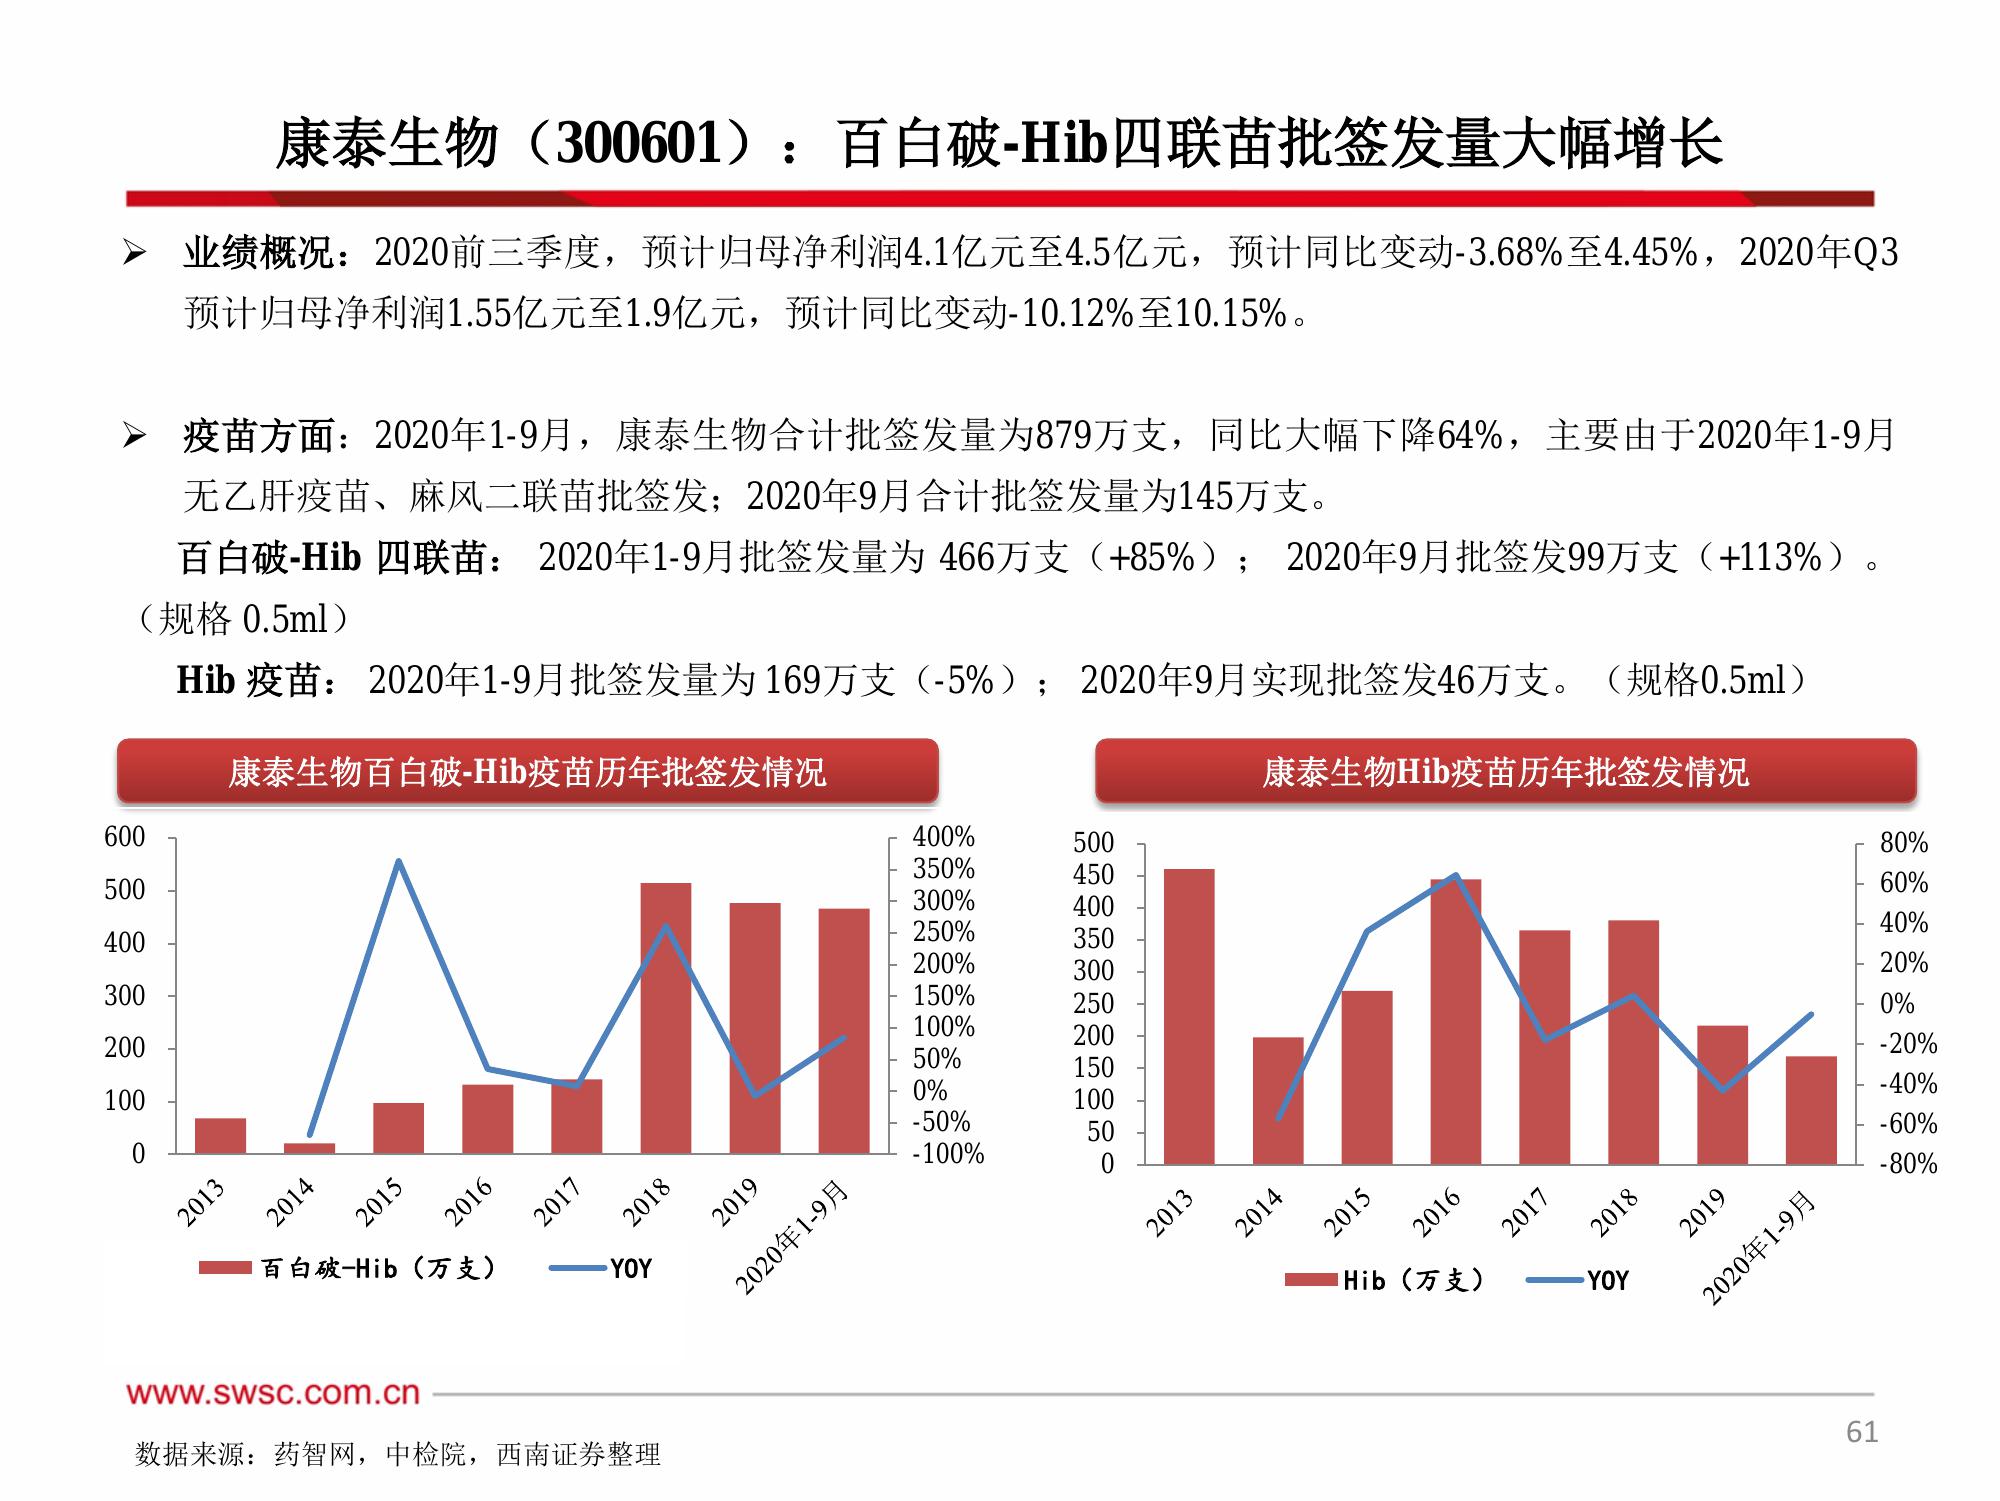 康泰生物（300601）：百白破-Hib四联苗批签发量大幅增长
➢ 业绩概况：2020前三季度，预计归母净利润4.1亿元至4.5亿元，预计同比变动-3.68%至4.45%，2020年Q3
预计归母净利润1.55亿元至1.9亿元，预计同比变动-10.12%至10.15%。
➢ 疫苗方面：2020年1-9月，康泰生物合计批签发量为879万支，同比大幅下降64%，主要由于2020年1-9月
无乙肝疫苗、麻风二联苗批签发；2020年9月合计批签发量为145万支。
百白破-Hib 四联苗： 2020年1-9月批签发量为 466万支（+85%）； 2020年9月批签发99万支（+113%）。
（规格 0.5ml）
Hib 疫苗： 2020年1-9月批签发量为 169万支（-5%）； 2020年9月实现批签发46万支。（规格0.5ml）
康泰生物百白破-Hib疫苗历年批签发情况
600
500
400
300
200
100
0
400%
350%
300%
250%
200%
150%
100%
50%
0%
-50%
-100%
2013
2014
2015
2016
2017
2018
2019
2020年1-9月
百白破-Hib（万支）
YOY
康泰生物Hib疫苗历年批签发情况
500
450
400
350
300
250
200
150
100
50
0
80%
60%
40%
20%
0%
-20%
-40%
-60%
-80%
2013
2014
2015
2016
2017
2018
2019
2020年1-9月
Hib（万支）
YOY
www.swsc.com.cn
61
数据来源：药智网，中检院，西南证券整理